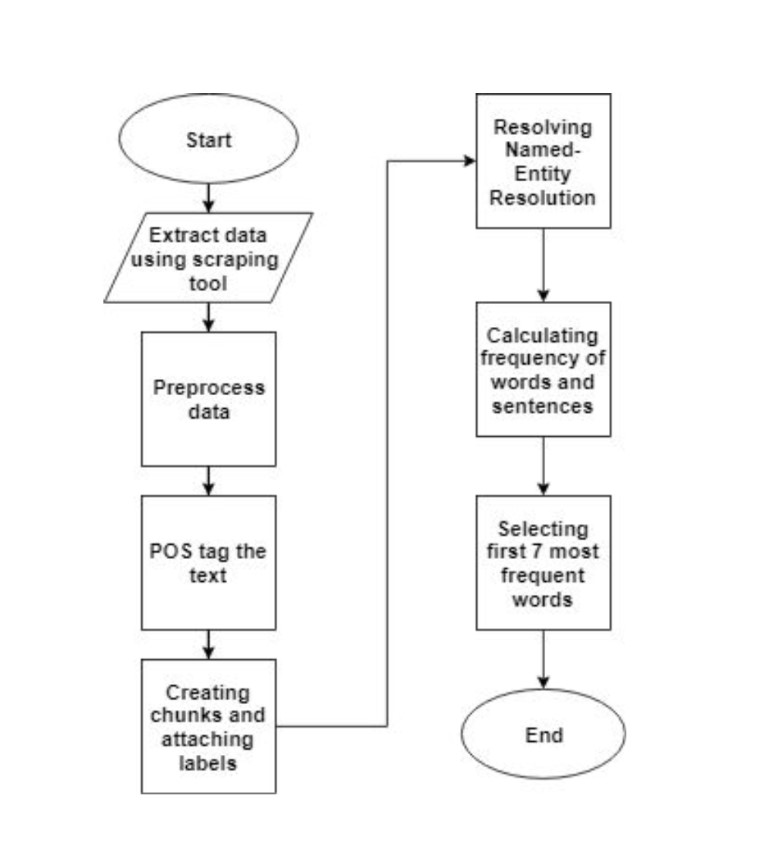 Start
Extract data
using scraping
tool
Preprocess
data
POS tag the
text
Creating
chunks and
attaching
labels
Resolving
Named-
Entity
Resolution
Calculating
frequency of
words and
sentences
Selecting
first 7 most
frequent
words
End